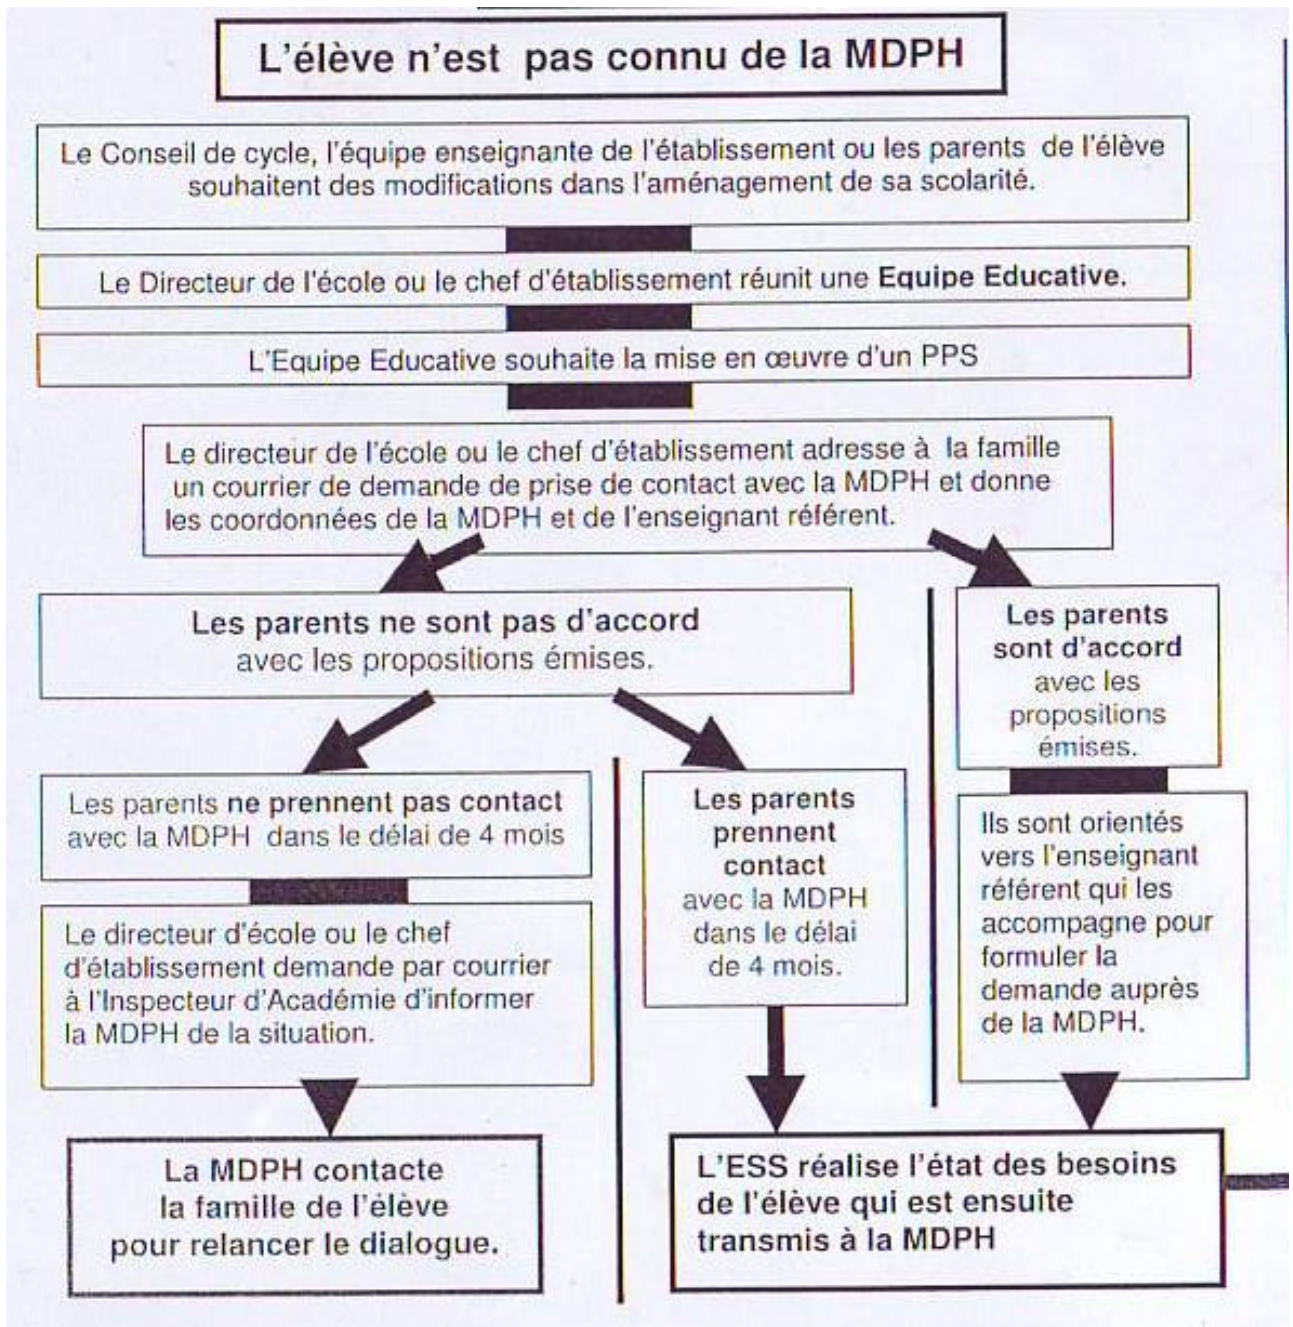 L'élève n'est pas connu de la MDPH
Le Conseil de cycle, l'équipe enseignante de l'établissement ou les parents de l'élève
souhaitent des modifications dans l'aménagement de sa scolarité.
Le Directeur de l'école ou le chef d'établissement réunit une Equipe Educative.
L'Equipe Educative souhaite la mise en œuvre d'un PPS
Le directeur de l'école ou le chef d'établissement adresse à la famille
un courrier de demande de prise de contact avec la MDPH et donne
les coordonnées de la MDPH et de l'enseignant référent.
Les parents ne sont pas d'accord
avec les propositions émises.
Les parents
sont d'accord
avec les
propositions
émises.
Les parents ne prennent pas contact
avec la MDPH dans le délai de 4 mois
Les parents
prennent
contact
avec la MDPH
dans le délai
de 4 mois.
Ils sont orientés
vers l'enseignant
référent qui les
accompagne pour
formuler la
demande auprès
de la MDPH.
Le directeur d'école ou le chef
d'établissement demande par courrier
à l'Inspecteur d'Académie d'informer
la MDPH de la situation.
La MDPH contacte
la famille de l'élève
pour relancer le dialogue.
L'ESS réalise l'état des besoins
de l'élève qui est ensuite
transmis à la MDPH